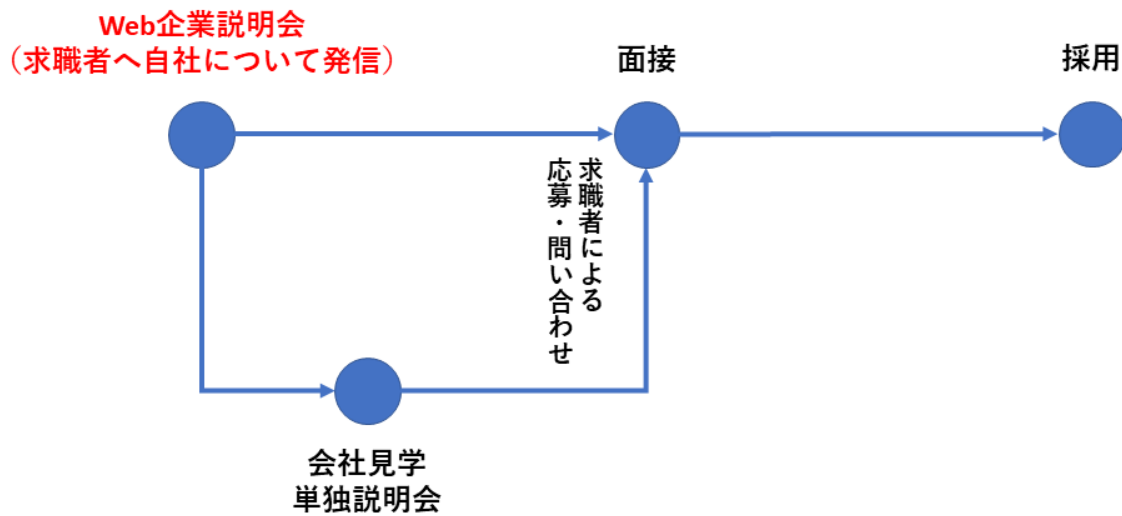 Web企業説明会
（求職者へ自社について発信）
面接
採用
求職者による
応募・問い合わせ
会社見学
単独説明会